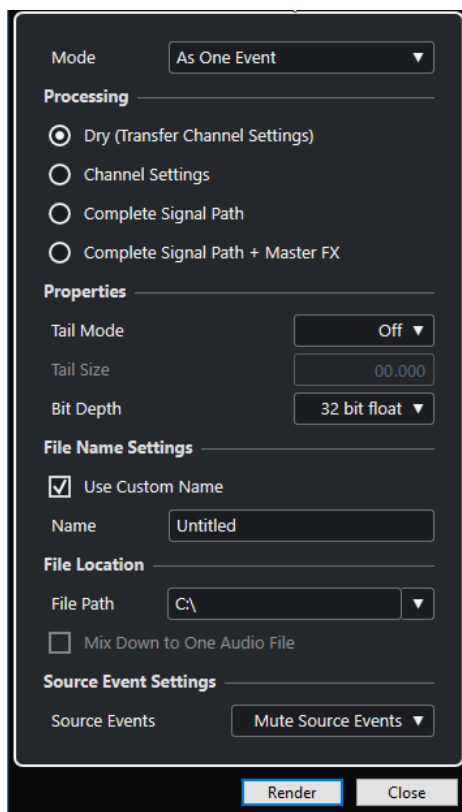 Mode As One Event
Processing
Dry (Transfer Channel Settings)
Channel Settings
Complete Signal Path
Complete Signal Path + Master FX
Properties
Tail Mode Off
Tail Size 00.000
Bit Depth 32 bit float
File Name Settings
Use Custom Name
Name Untitled
File Location
File Path C:\
Mix Down to One Audio File
Source Event Settings
Source Events Mute Source Events
Render Close